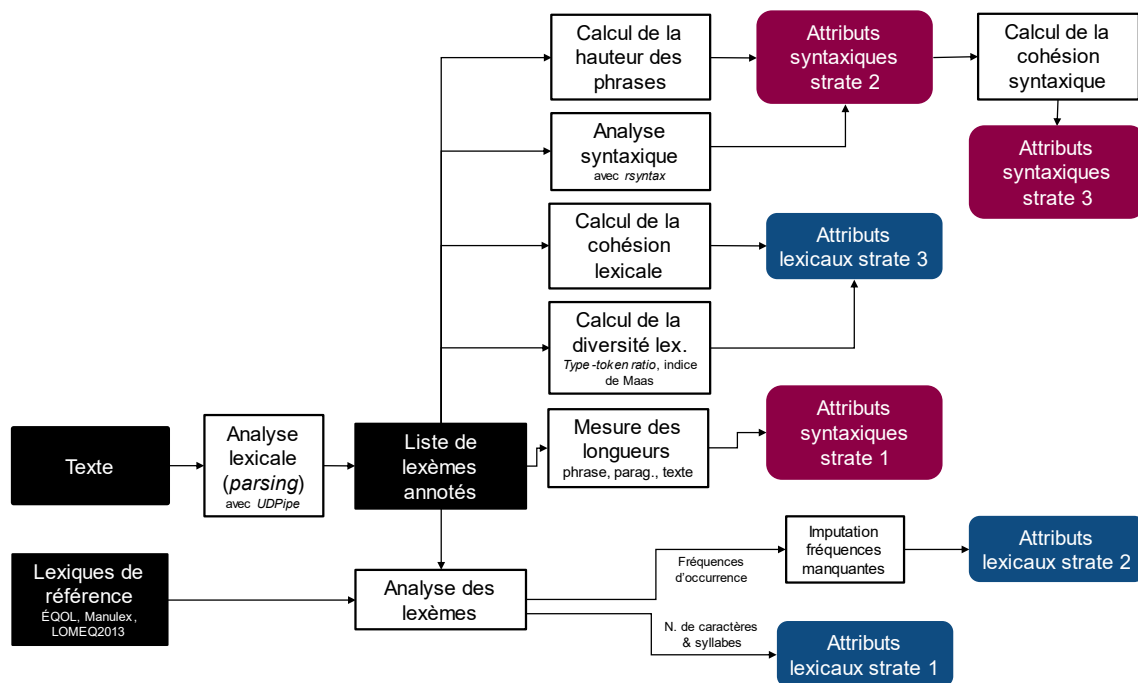 Calcul de la
hauteur des
phrases
Attributs
syntaxiques
strate 2
Calcul de la
cohésion
syntaxique
Analyse
syntaxique
avec rsyntax
Attributs
syntaxiques
strate 3
Calcul de la
cohésion
lexicale
Attributs
lexicaux strate 3
Calcul de la
diversité lex.
Type-token ratio, indice
de Maas
Texte
Analyse
lexicale
(parsing)
avec UDPipe
Liste de
lexèmes
annotés
Mesure des
longueurs
phrase, parag., texte
Attributs
syntaxiques
strate 1
Lexiques de
référence
ÉQOL, Manulex,
LOMEQ2013
Analyse des
lexèmes
Fréquences
d'occurrence
Imputation
fréquences
manquantes
Attributs
lexicaux strate 2
N. de caractères
& syllabes
Attributs
lexicaux strate 1